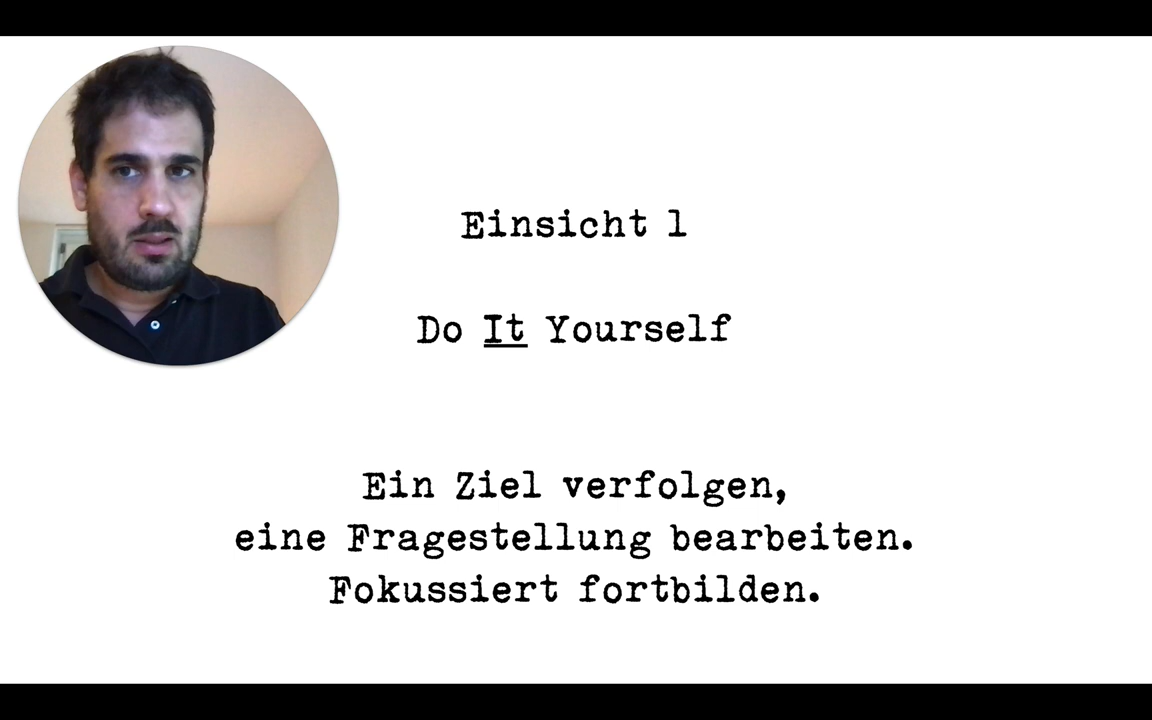 Einsicht 1
Do It Yourself
Ein Ziel verfolgen,
eine Fragestellung bearbeiten.
Fokussiert fortbilden.